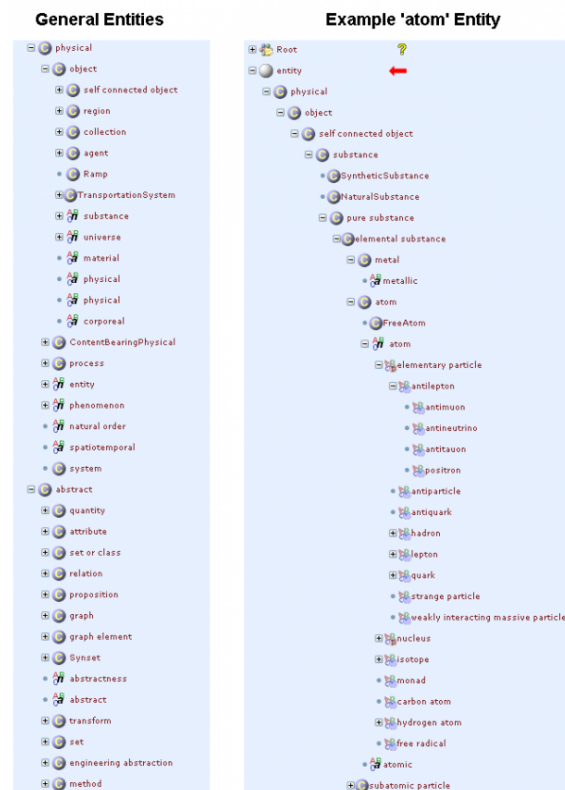 General Entities
physical
object
self connected object
region
collection
agent
Ramp
TransportationSystem
substance
universe
material
physical
physical
corporeal
ContentBearingPhysical
process
entity
phenomenon
natural order
spatiotemporal
system
abstract
quantity
attribute
set or class
relation
proposition
graph
graph element
Synset
abstractness
abstract
transform
set
engineering abstraction
method
Example 'atom' Entity
Root ?
entity
physical
object
self connected object
substance
SyntheticSubstance
NaturalSubstance
pure substance
elemental substance
metal
metallic
atom
FreeAtom
atom
elementary particle
antilepton
antimuon
antineutrino
antitauon
positron
antiparticle
antiquark
hadron
lepton
quark
strange particle
weakly interacting massive particle
nucleus
isotope
monad
carbon atom
hydrogen atom
free radical
atomic
subatomic particle